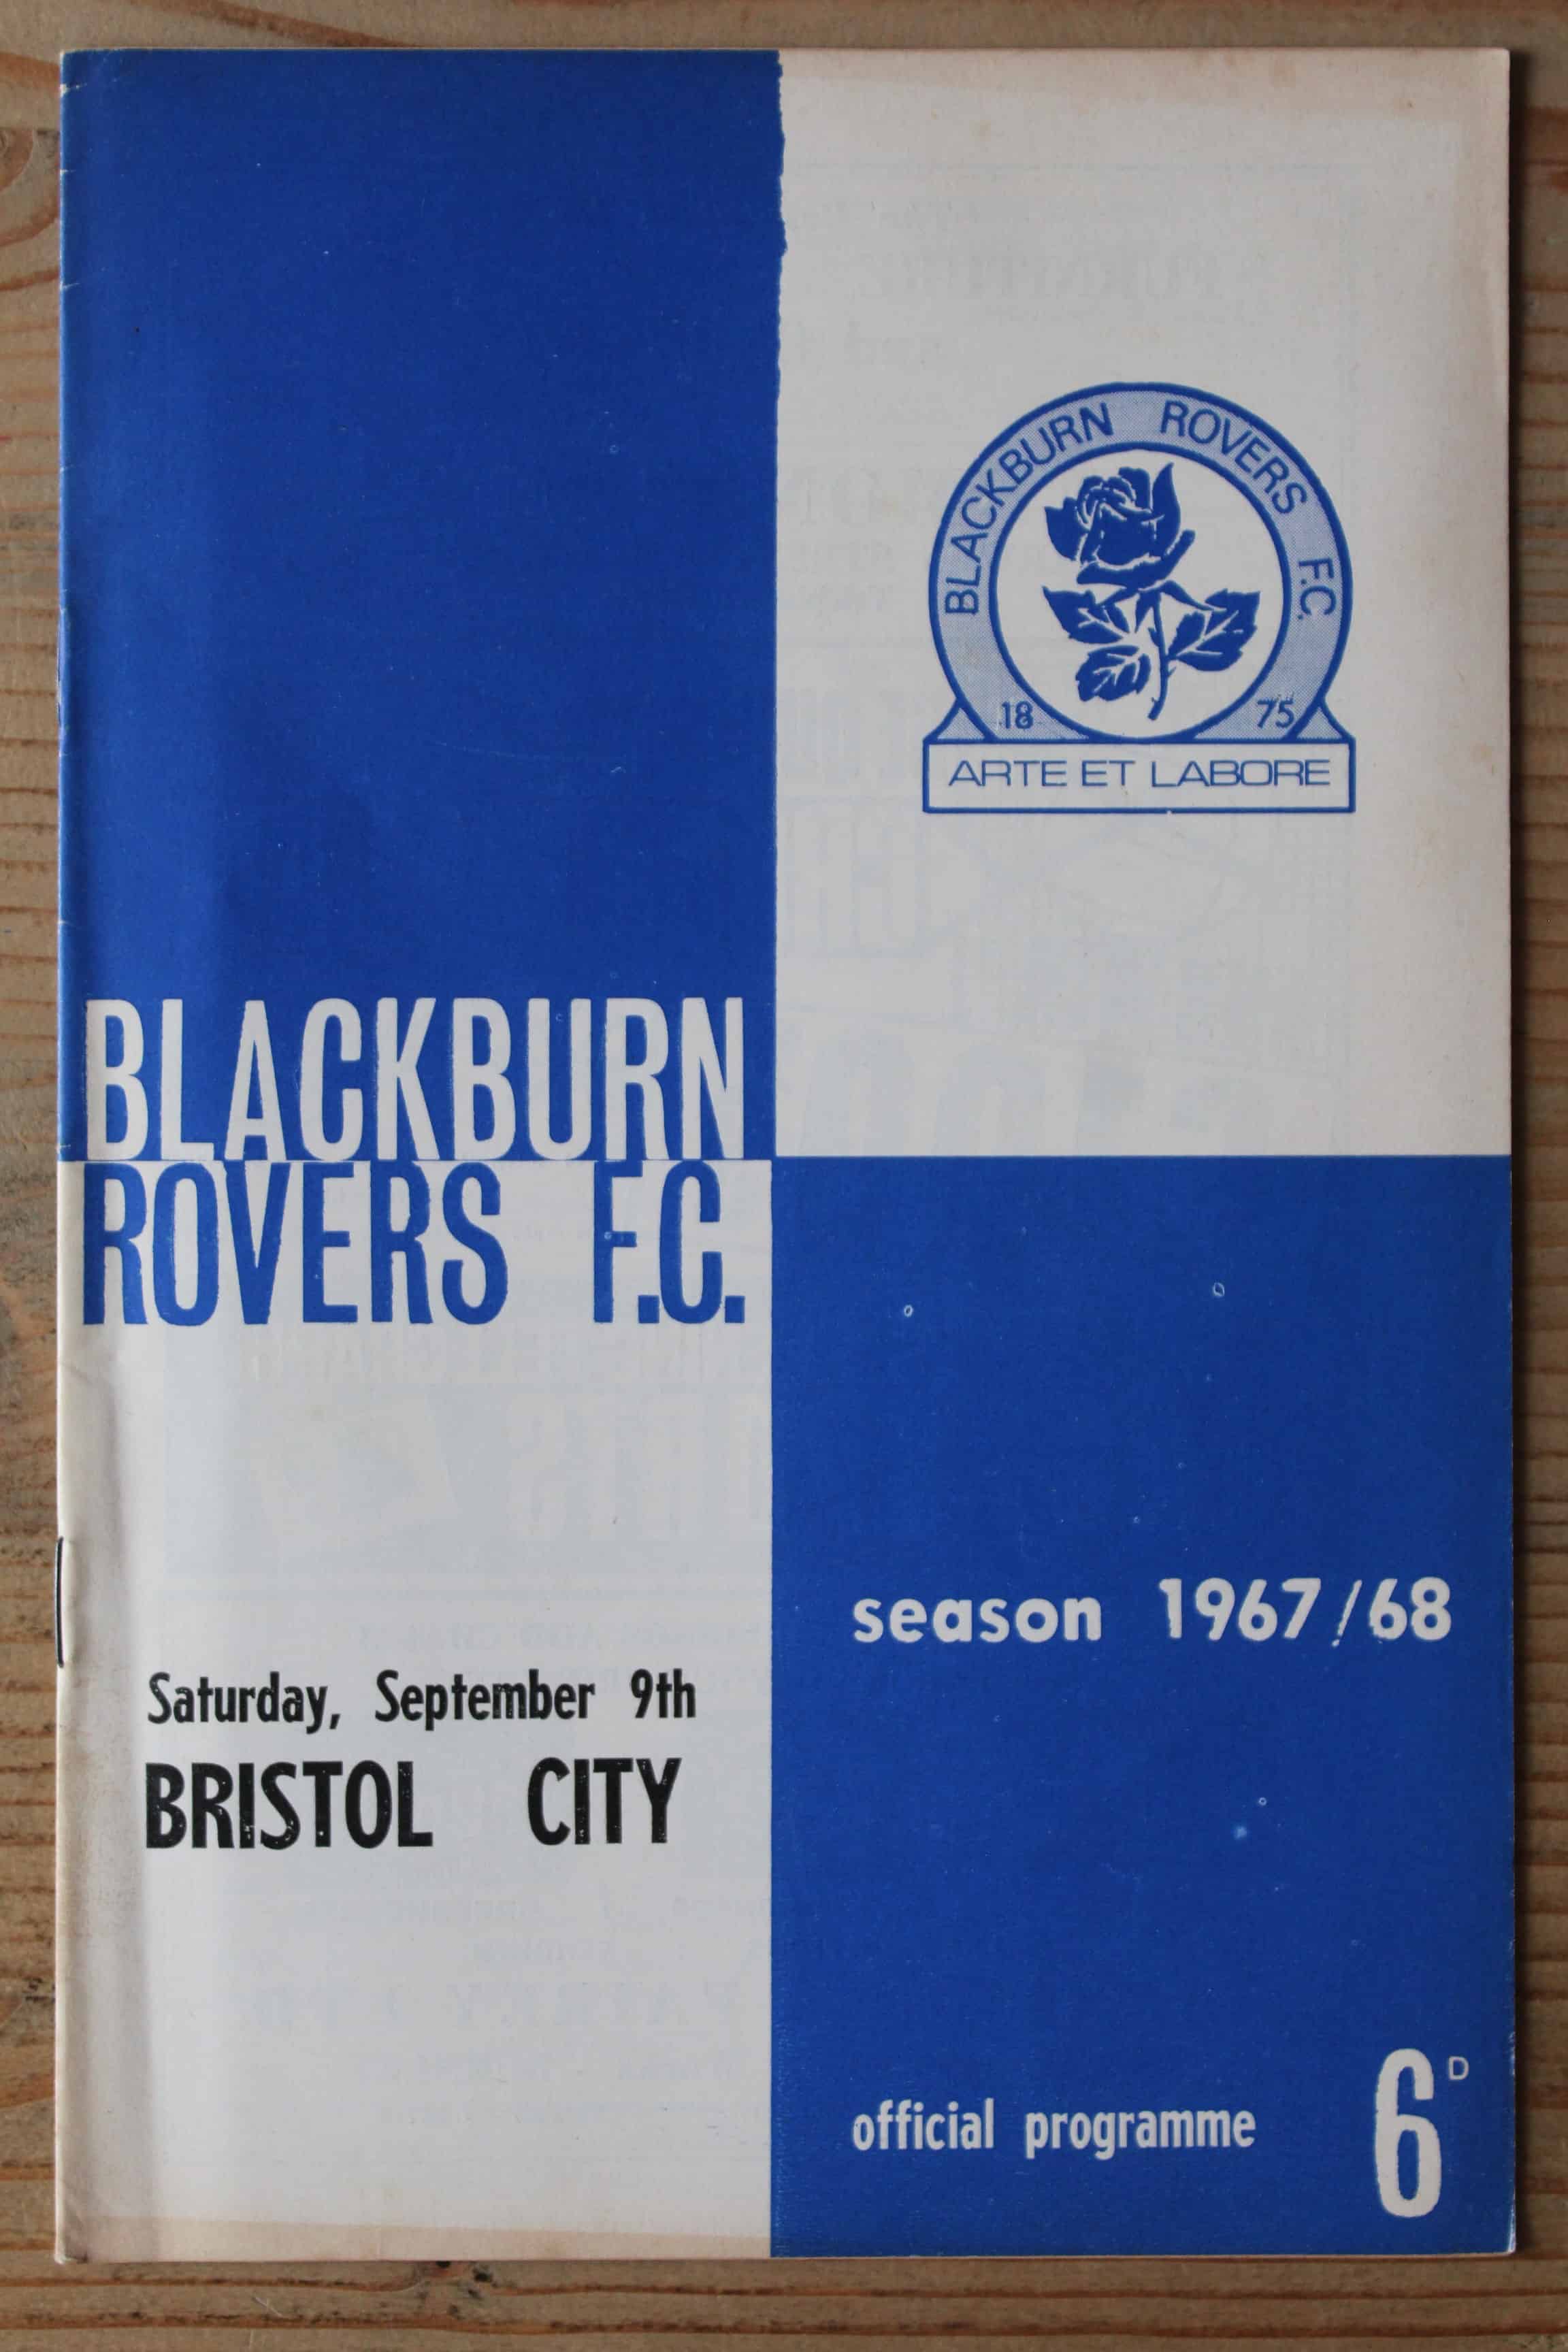 BLACKBURN ROVERS F.C.
18 75
ARTE ET LABORE
BLACKBURN
ROVERS F.C.
season 1967/68
Saturday, September 9th
BRISTOL CITY
official programme 6D